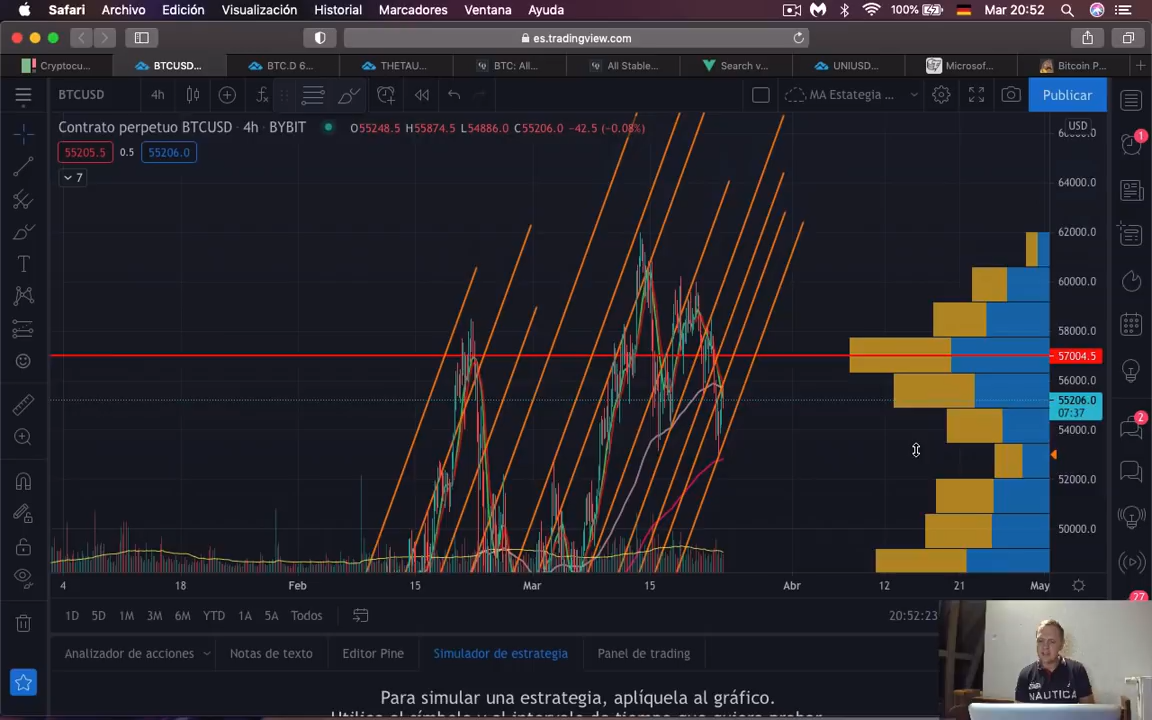 Safari Archivo Edición Visualización Historial Marcadores Ventana Ayuda 100% Mar 20:52
es.tradingview.com
Cryptocu... BTCUSD... BTC.D 6... THETAU... BTC: All... All Stable... Search v... UNIUSD... Microsof... Bitcoin P...
BTCUSD 4h MA Estategia ... Publicar
Contrato perpetuo BTCUSD · 4h · BYBIT O55248.5 H55874.5 L54886.0 C55206.0 -42.5 (-0.08%) USD
55205.5 0.5 55206.0
7
1
64000.0
62000.0
60000.0
58000.0
57004.5
56000.0
55206.0
07:37
2
54000.0
52000.0
50000.0
4 18 Feb 15 Mar 15 Abr 12 21 May
27
1D 5D 1M 3M 6M YTD 1A 5A Todos 20:52:23
Analizador de acciones Notas de texto Editor Pine Simulador de estrategia Panel de trading
NAUTICA
Para simular una estrategia, aplíquela al gráfico.